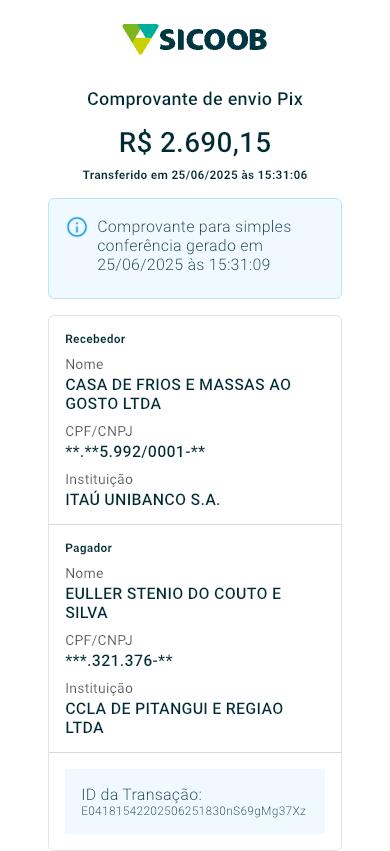 SICOOB
Comprovante de envio Pix
R$ 2.690,15
Transferido em 25/06/2025 às 15:31:06
Comprovante para simples
conferência gerado em
25/06/2025 às 15:31:09
Recebedor
Nome
CASA DE FRIOS E MASSAS AO
GOSTO LTDA
CPF/CNPJ
**.**5.992/0001-**
Instituição
ITAÚ UNIBANCO S.A.
Pagador
Nome
EULLER STENIO DO COUTO E
SILVA
CPF/CNPJ
***.321.376-**
Instituição
CCLA DE PITANGUI E REGIAO
LTDA
ID da Transação:
E04181542202506251830nS69gMg37Xz